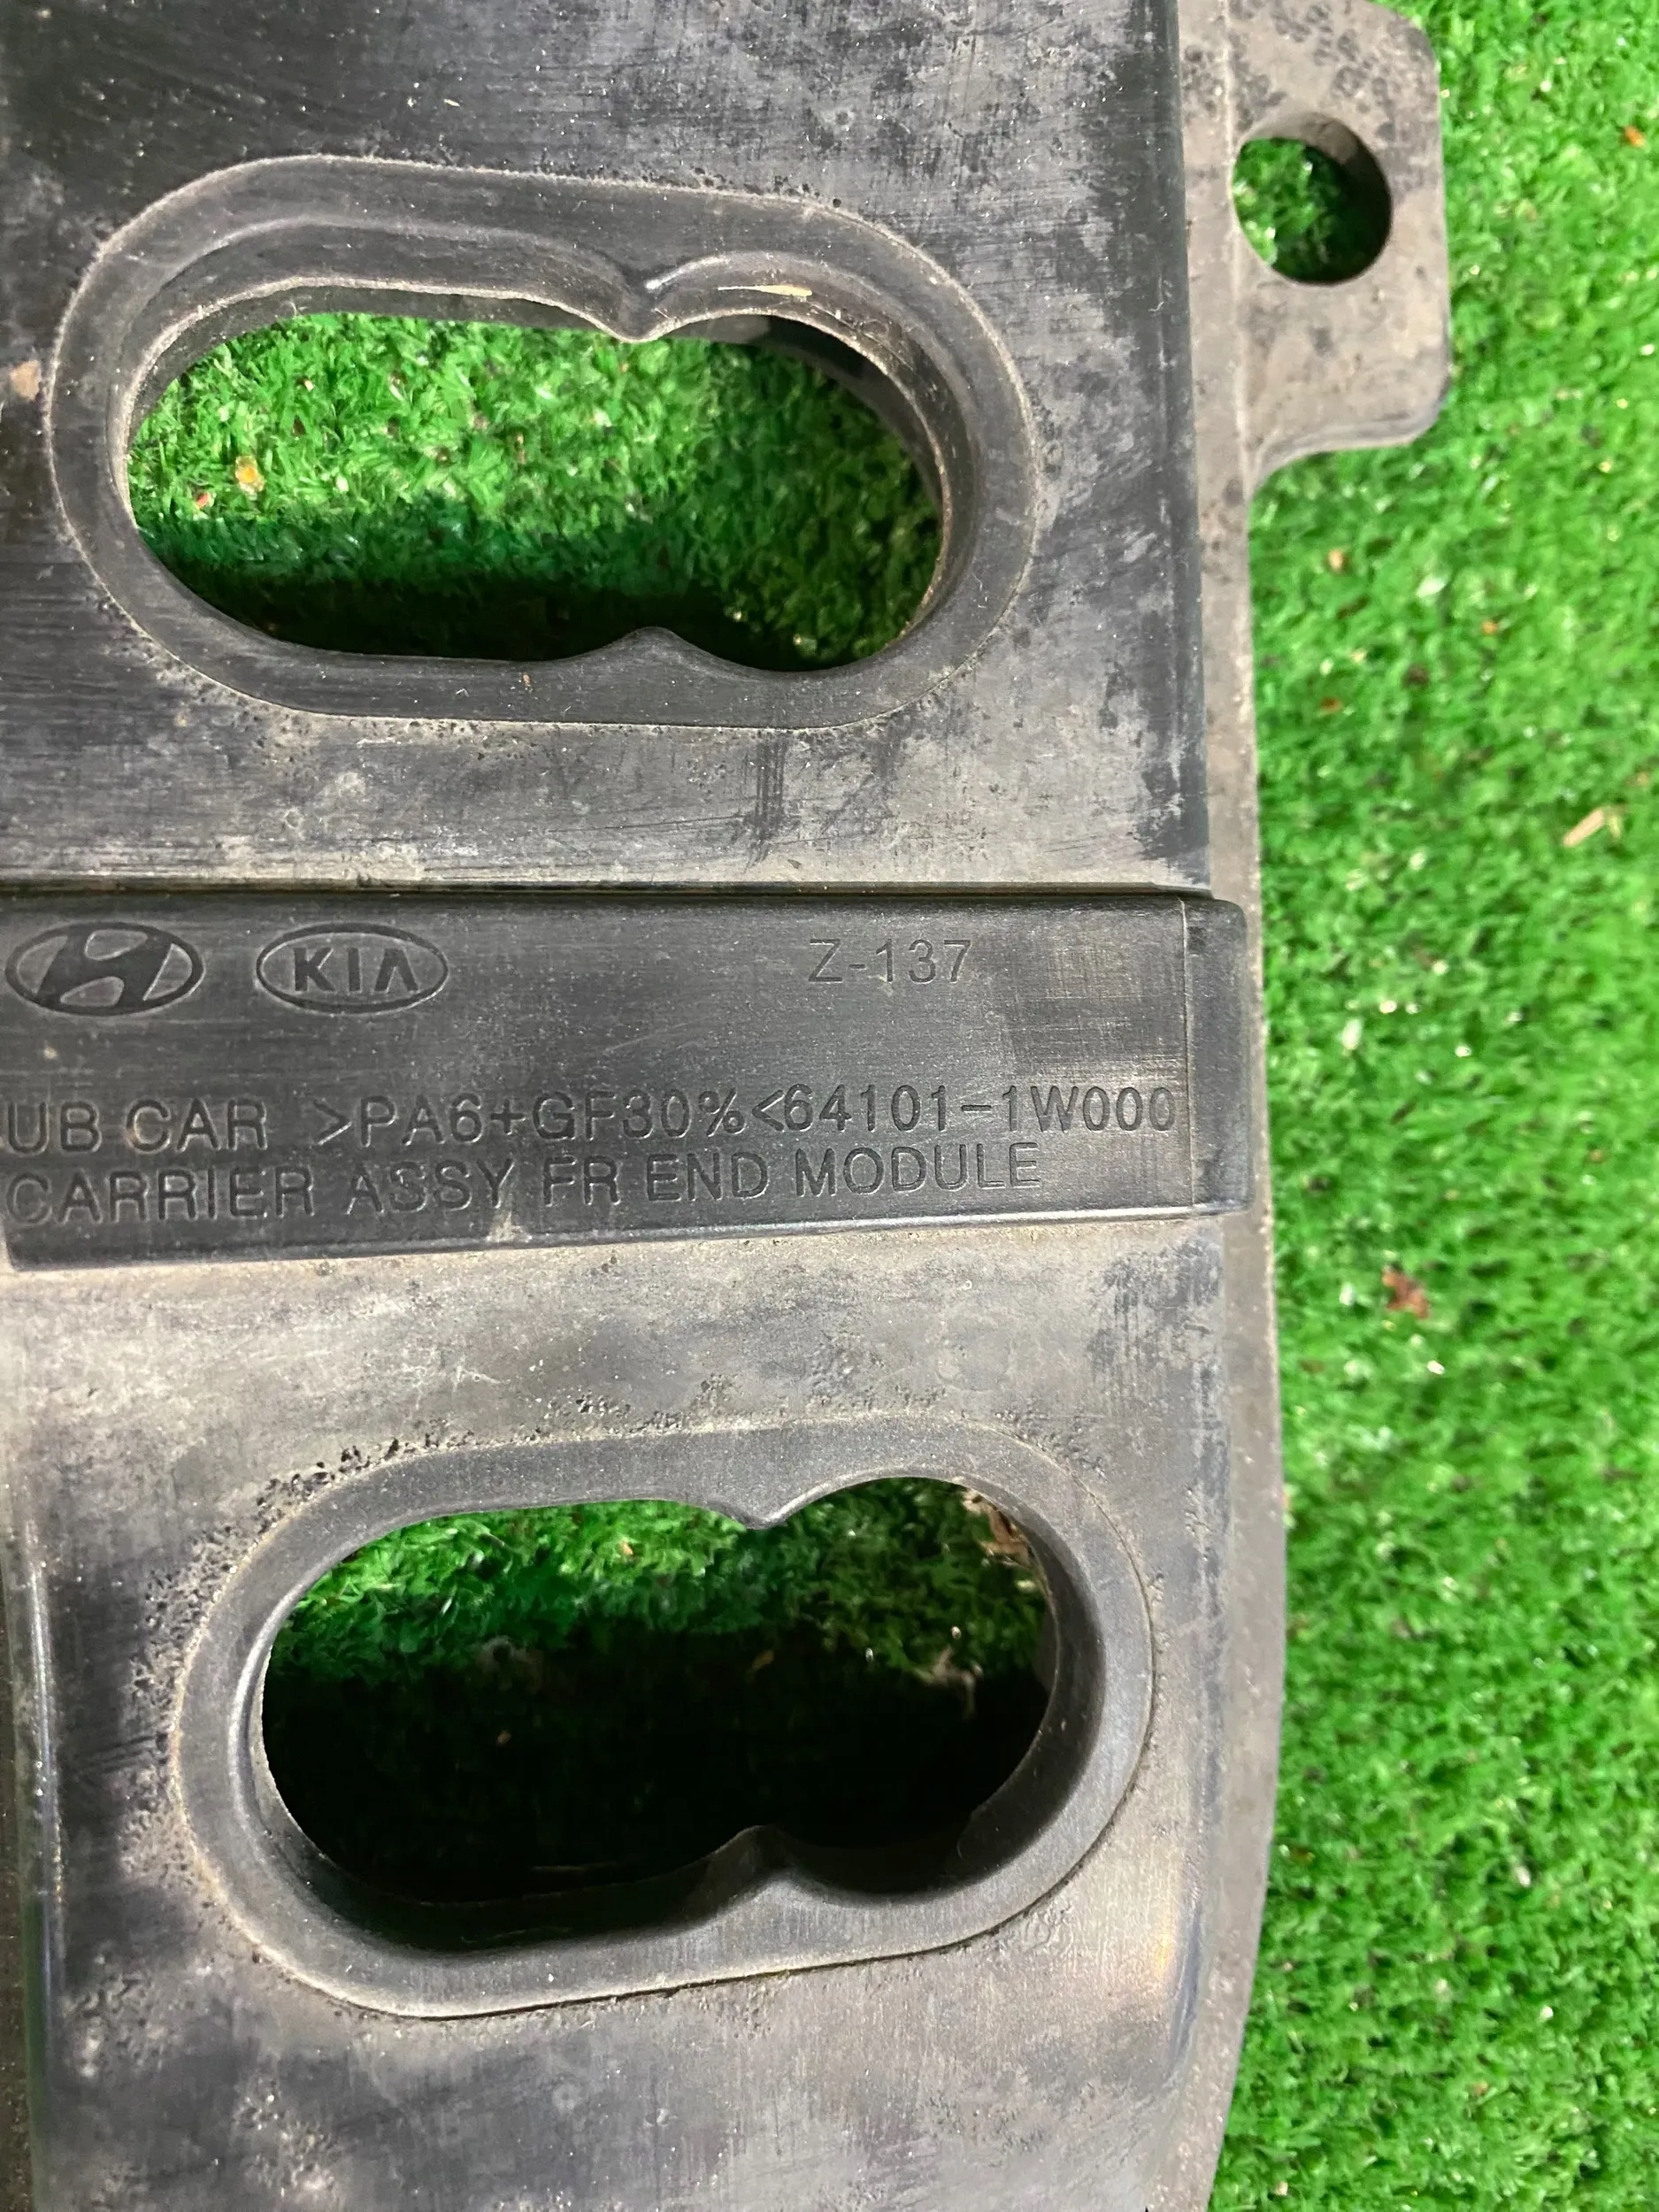 KIA Z-137
UB CAR >PA6+GF30%<64101-1W000
CARRIER ASSY FR END MODULE